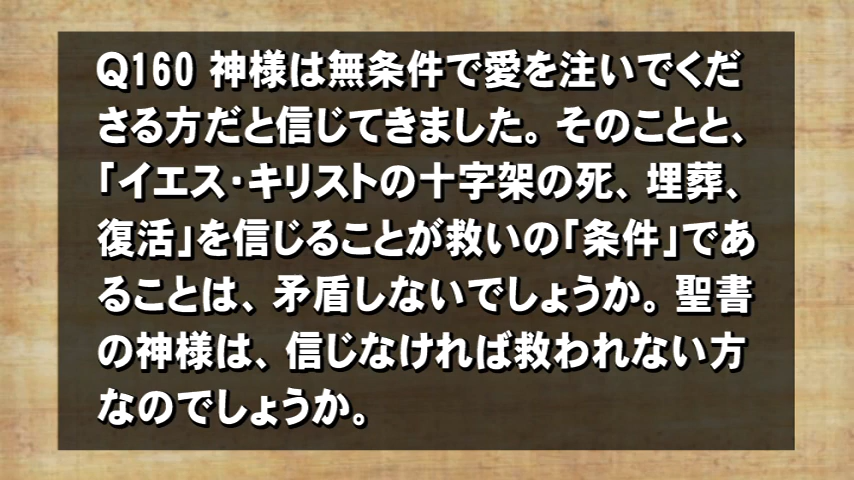 Q160 神様は無条件で愛を注いでくだ
さる方だと信じてきました。そのことと、
「イエス・キリストの十字架の死、埋葬、
復活」を信じることが救いの「条件」であ
ることは、矛盾しないでしょうか。聖書
の神様は、信じなければ救われない方
なのでしょうか。